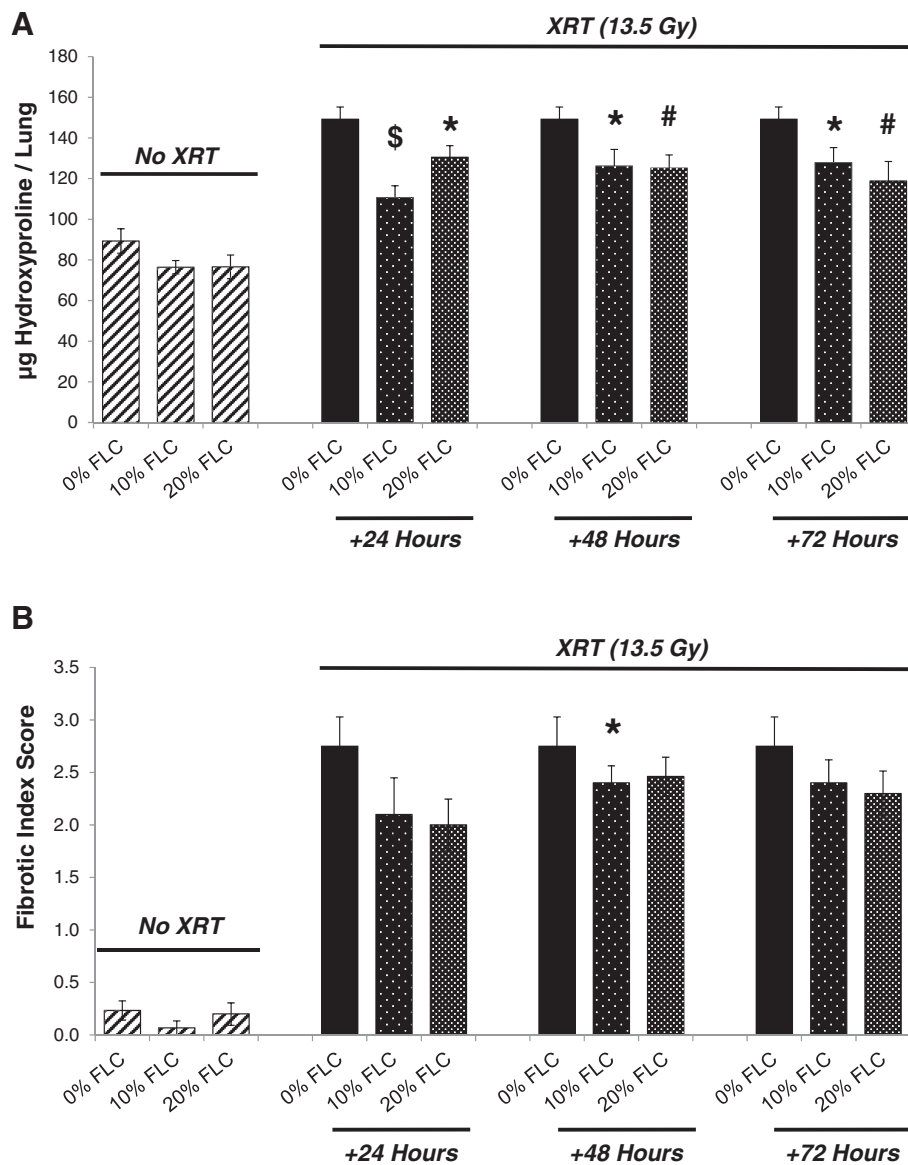 A
XRT (13.5 Gy)
µg Hydroxyproline / Lung
180
160
140
120
100
80
60
40
20
0
No XRT
$
*
*
#
*
#
0% FLC
10% FLC
20% FLC
0% FLC
10% FLC
20% FLC
0% FLC
10% FLC
20% FLC
0% FLC
10% FLC
20% FLC
+24 Hours
+48 Hours
+72 Hours
B
XRT (13.5 Gy)
Fibrotic Index Score
3.5
3.0
2.5
2.0
1.5
1.0
0.5
0.0
No XRT
*
0% FLC
10% FLC
20% FLC
0% FLC
10% FLC
20% FLC
0% FLC
10% FLC
20% FLC
0% FLC
10% FLC
20% FLC
+24 Hours
+48 Hours
+72 Hours